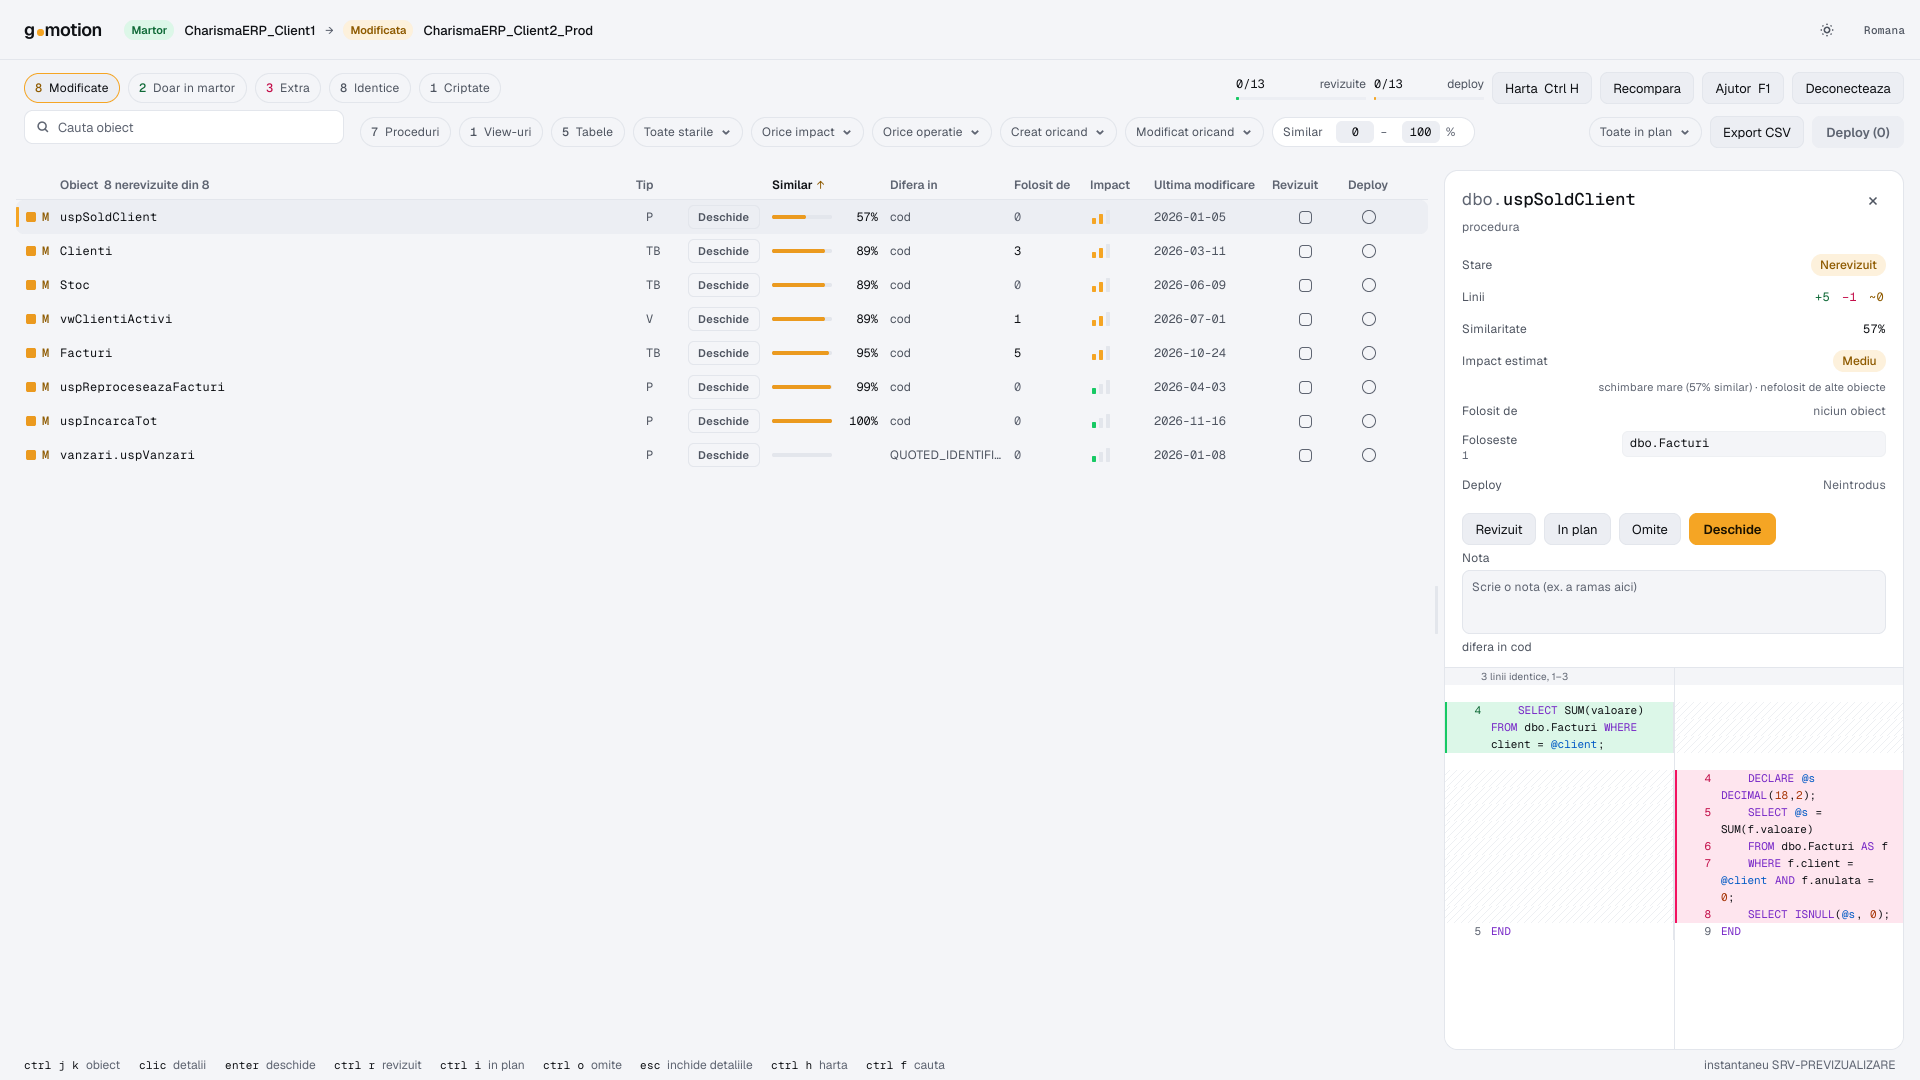 g●motion Martor CharismaERP_Client1 → Modificata CharismaERP_Client2_Prod Romana
8 Modificate 2 Doar in martor 3 Extra 8 Identice 1 Criptate 0/13 revizuite 0/13 deploy Harta Ctrl H Recompara Ajutor F1 Deconecteaza
Cauta obiect 7 Proceduri 1 View-uri 5 Tabele Toate starile Orice impact Orice operatie Creat oricand Modificat oricand Similar 0 – 100 % Toate in plan Export CSV Deploy (0)
Obiect 8 nerevizuite din 8 Tip Similar ↑ Difera in Folosit de Impact Ultima modificare Revizuit Deploy
M uspSoldClient P Deschide 57% cod 0 2026-01-05
M Clienti TB Deschide 89% cod 3 2026-03-11
M Stoc TB Deschide 89% cod 0 2026-06-09
M vwClientiActivi V Deschide 89% cod 1 2026-07-01
M Facturi TB Deschide 95% cod 5 2026-10-24
M uspReproceseazaFacturi P Deschide 99% cod 0 2026-04-03
M uspIncarcaTot P Deschide 100% cod 0 2026-11-16
M vanzari.uspVanzari P Deschide QUOTED_IDENTIFI... 0 2026-01-08
dbo.uspSoldClient ×
procedura
Stare Nerevizuit
Linii +5 −1 ~0
Similaritate 57%
Impact estimat Mediu
schimbare mare (57% similar) · nefolosit de alte obiecte
Folosit de niciun obiect
Foloseste dbo.Facturi
1
Deploy Neintrodus
Revizuit In plan Omite Deschide
Nota
Scrie o nota (ex. a ramas aici)
difera in cod
3 linii identice, 1–3
4 SELECT SUM(valoare)
FROM dbo.Facturi WHERE
client = @client;
4 DECLARE @s
DECIMAL(18,2);
5 SELECT @s =
SUM(f.valoare)
6 FROM dbo.Facturi AS f
7 WHERE f.client =
@client AND f.anulata =
0;
8 SELECT ISNULL(@s, 0);
5 END 9 END
ctrl j k obiect clic detalii enter deschide ctrl r revizuit ctrl i in plan ctrl o omite esc inchide detaliile ctrl h harta ctrl f cauta instantaneu SRV-PREVIZUALIZARE